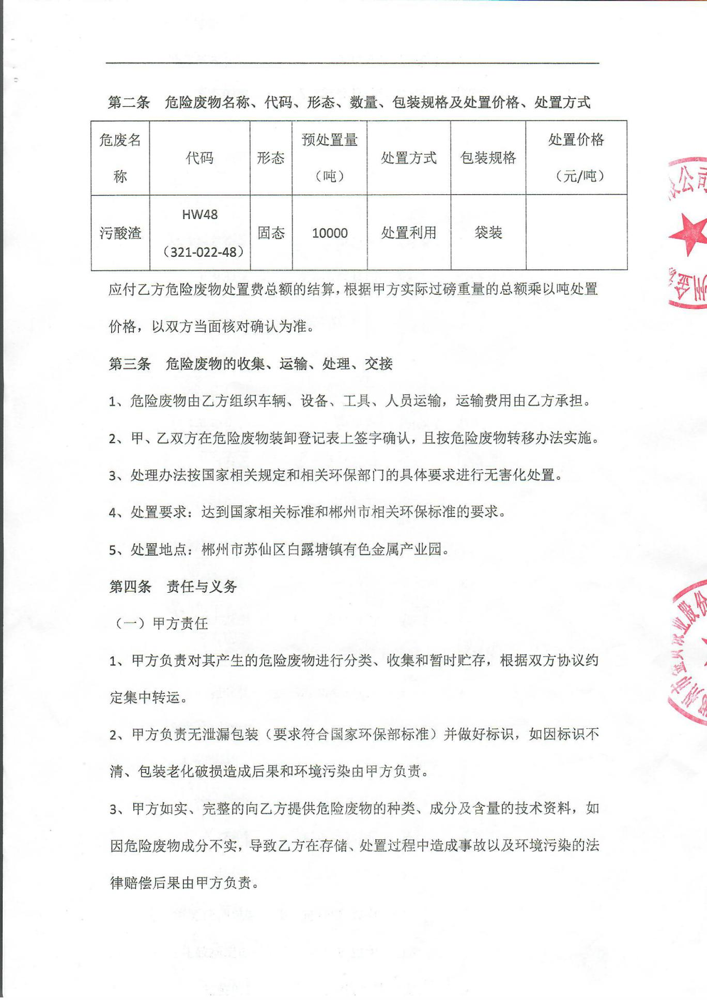 第二条 危险废物名称、代码、形态、数量、包装规格及处置价格、处置方式
危废名称 代码 形态 预处置量（吨） 处置方式 包装规格 处置价格（元/吨）
污酸渣 HW48（321-022-48） 固态 10000 处置利用 袋装
应付乙方危险废物处置费总额的结算，根据甲方实际过磅重量的总额乘以吨处置
价格，以双方当面核对确认为准。
第三条 危险废物的收集、运输、处理、交接
1、危险废物由乙方组织车辆、设备、工具、人员运输，运输费用由乙方承担。
2、甲、乙双方在危险废物装卸登记表上签字确认，且按危险废物转移办法实施。
3、处理办法按国家相关规定和相关环保部门的具体要求进行无害化处置。
4、处置要求：达到国家相关标准和郴州市相关环保标准的要求。
5、处置地点：郴州市苏仙区白露塘镇有色金属产业园。
第四条 责任与义务
（一）甲方责任
1、甲方负责对其产生的危险废物进行分类、收集和暂时贮存，根据双方协议约
定集中转运。
2、甲方负责无泄漏包装（要求符合国家环保部标准）并做好标识，如因标识不
清、包装老化破损造成后果和环境污染由甲方负责。
3、甲方如实、完整的向乙方提供危险废物的种类、成分及含量的技术资料，如
因危险废物成分不实，导致乙方在存储、处置过程中造成事故以及环境污染的法
律赔偿后果由甲方负责。
公司
州金
州市
业股份